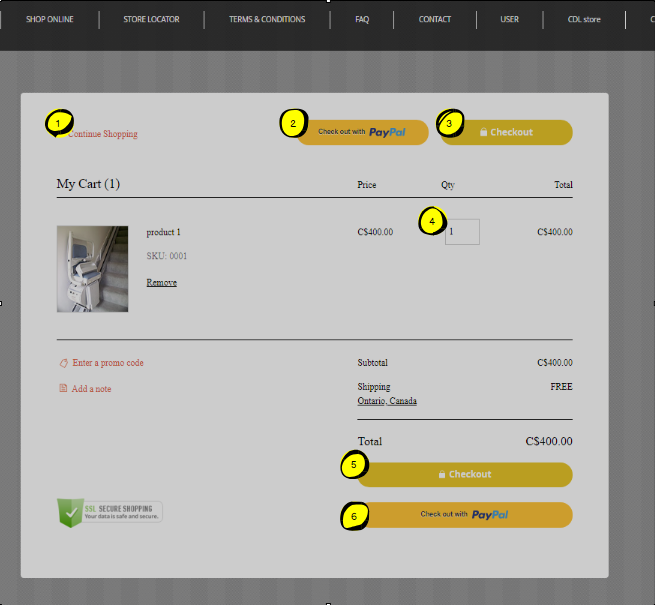 SHOP ONLINE STORE LOCATOR TERMS & CONDITIONS FAQ CONTACT USER CDL store C
1 Continue Shopping 2 Check out with PayPal 3 Checkout
My Cart (1) Price Qty Total
4
product 1 C$400.00 1 C$400.00
SKU: 0001
Remove
Enter a promo code Subtotal C$400.00
Add a note Shipping FREE
Ontario, Canada
Total C$400.00
5 Checkout
SSL SECURE SHOPPING
Your data is safe and secure.
6 Check out with PayPal